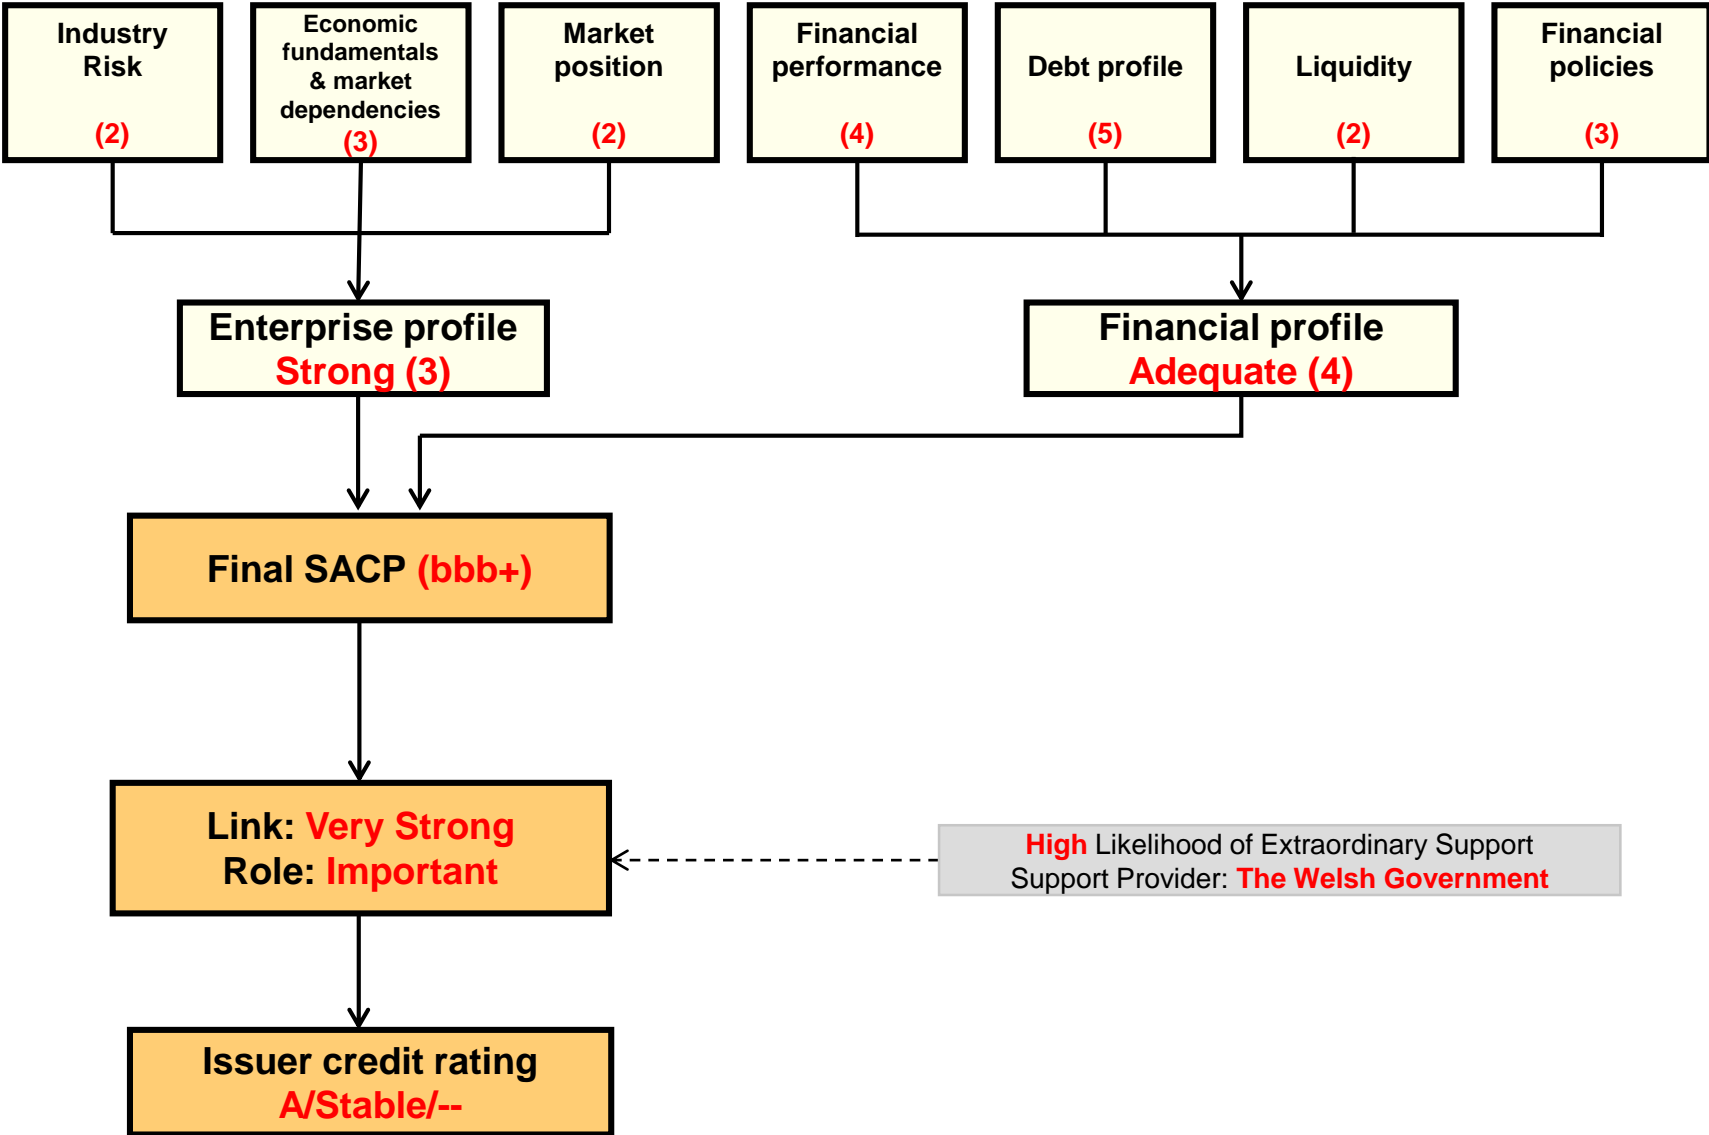 Industry
Risk
(2)
Economic
fundamentals
& market
dependencies
(3)
Market
position
(2)
Financial
performance
(4)
Debt profile
(5)
Liquidity
(2)
Financial
policies
(3)
Enterprise profile
Strong (3)
Financial profile
Adequate (4)
Final SACP (bbb+)
Link: Very Strong
Role: Important
High Likelihood of Extraordinary Support
Support Provider: The Welsh Government
Issuer credit rating
A/Stable/--